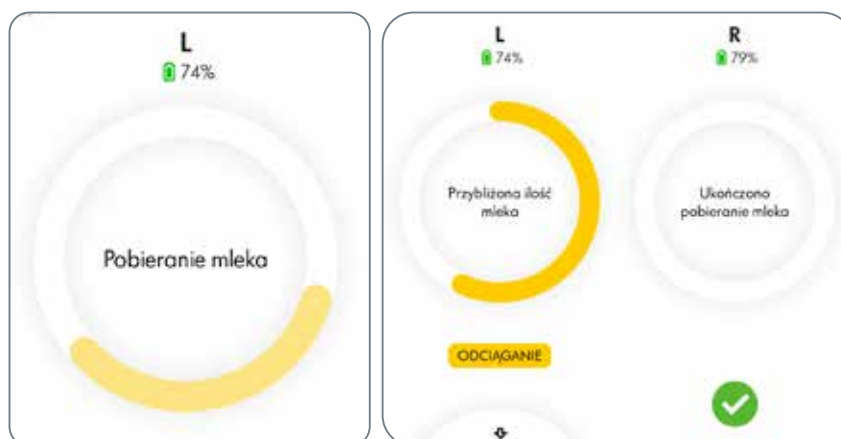 L
74%
Pobieranie mleka
L
74%
Przybliżona ilość
mleka
ODCIĄGANIE
R
79%
Ukończono
pobieranie mleka